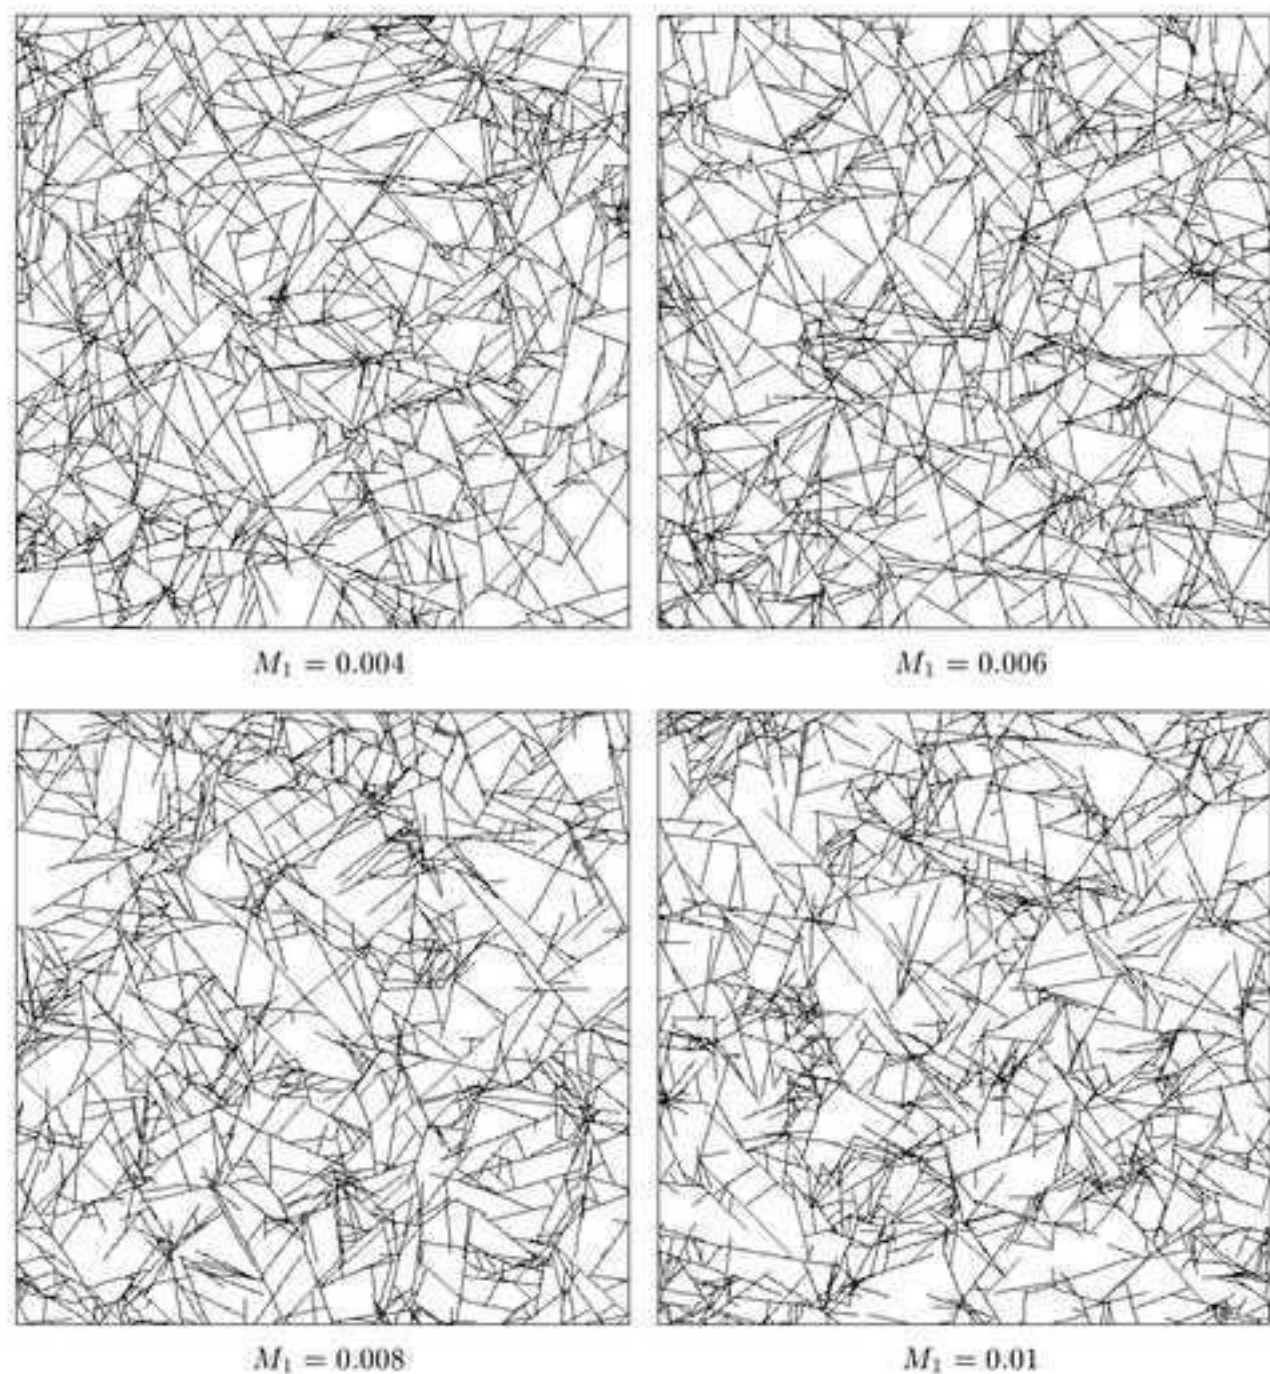 M₁ = 0.004
M₁ = 0.006
M₁ = 0.008
M₁ = 0.01